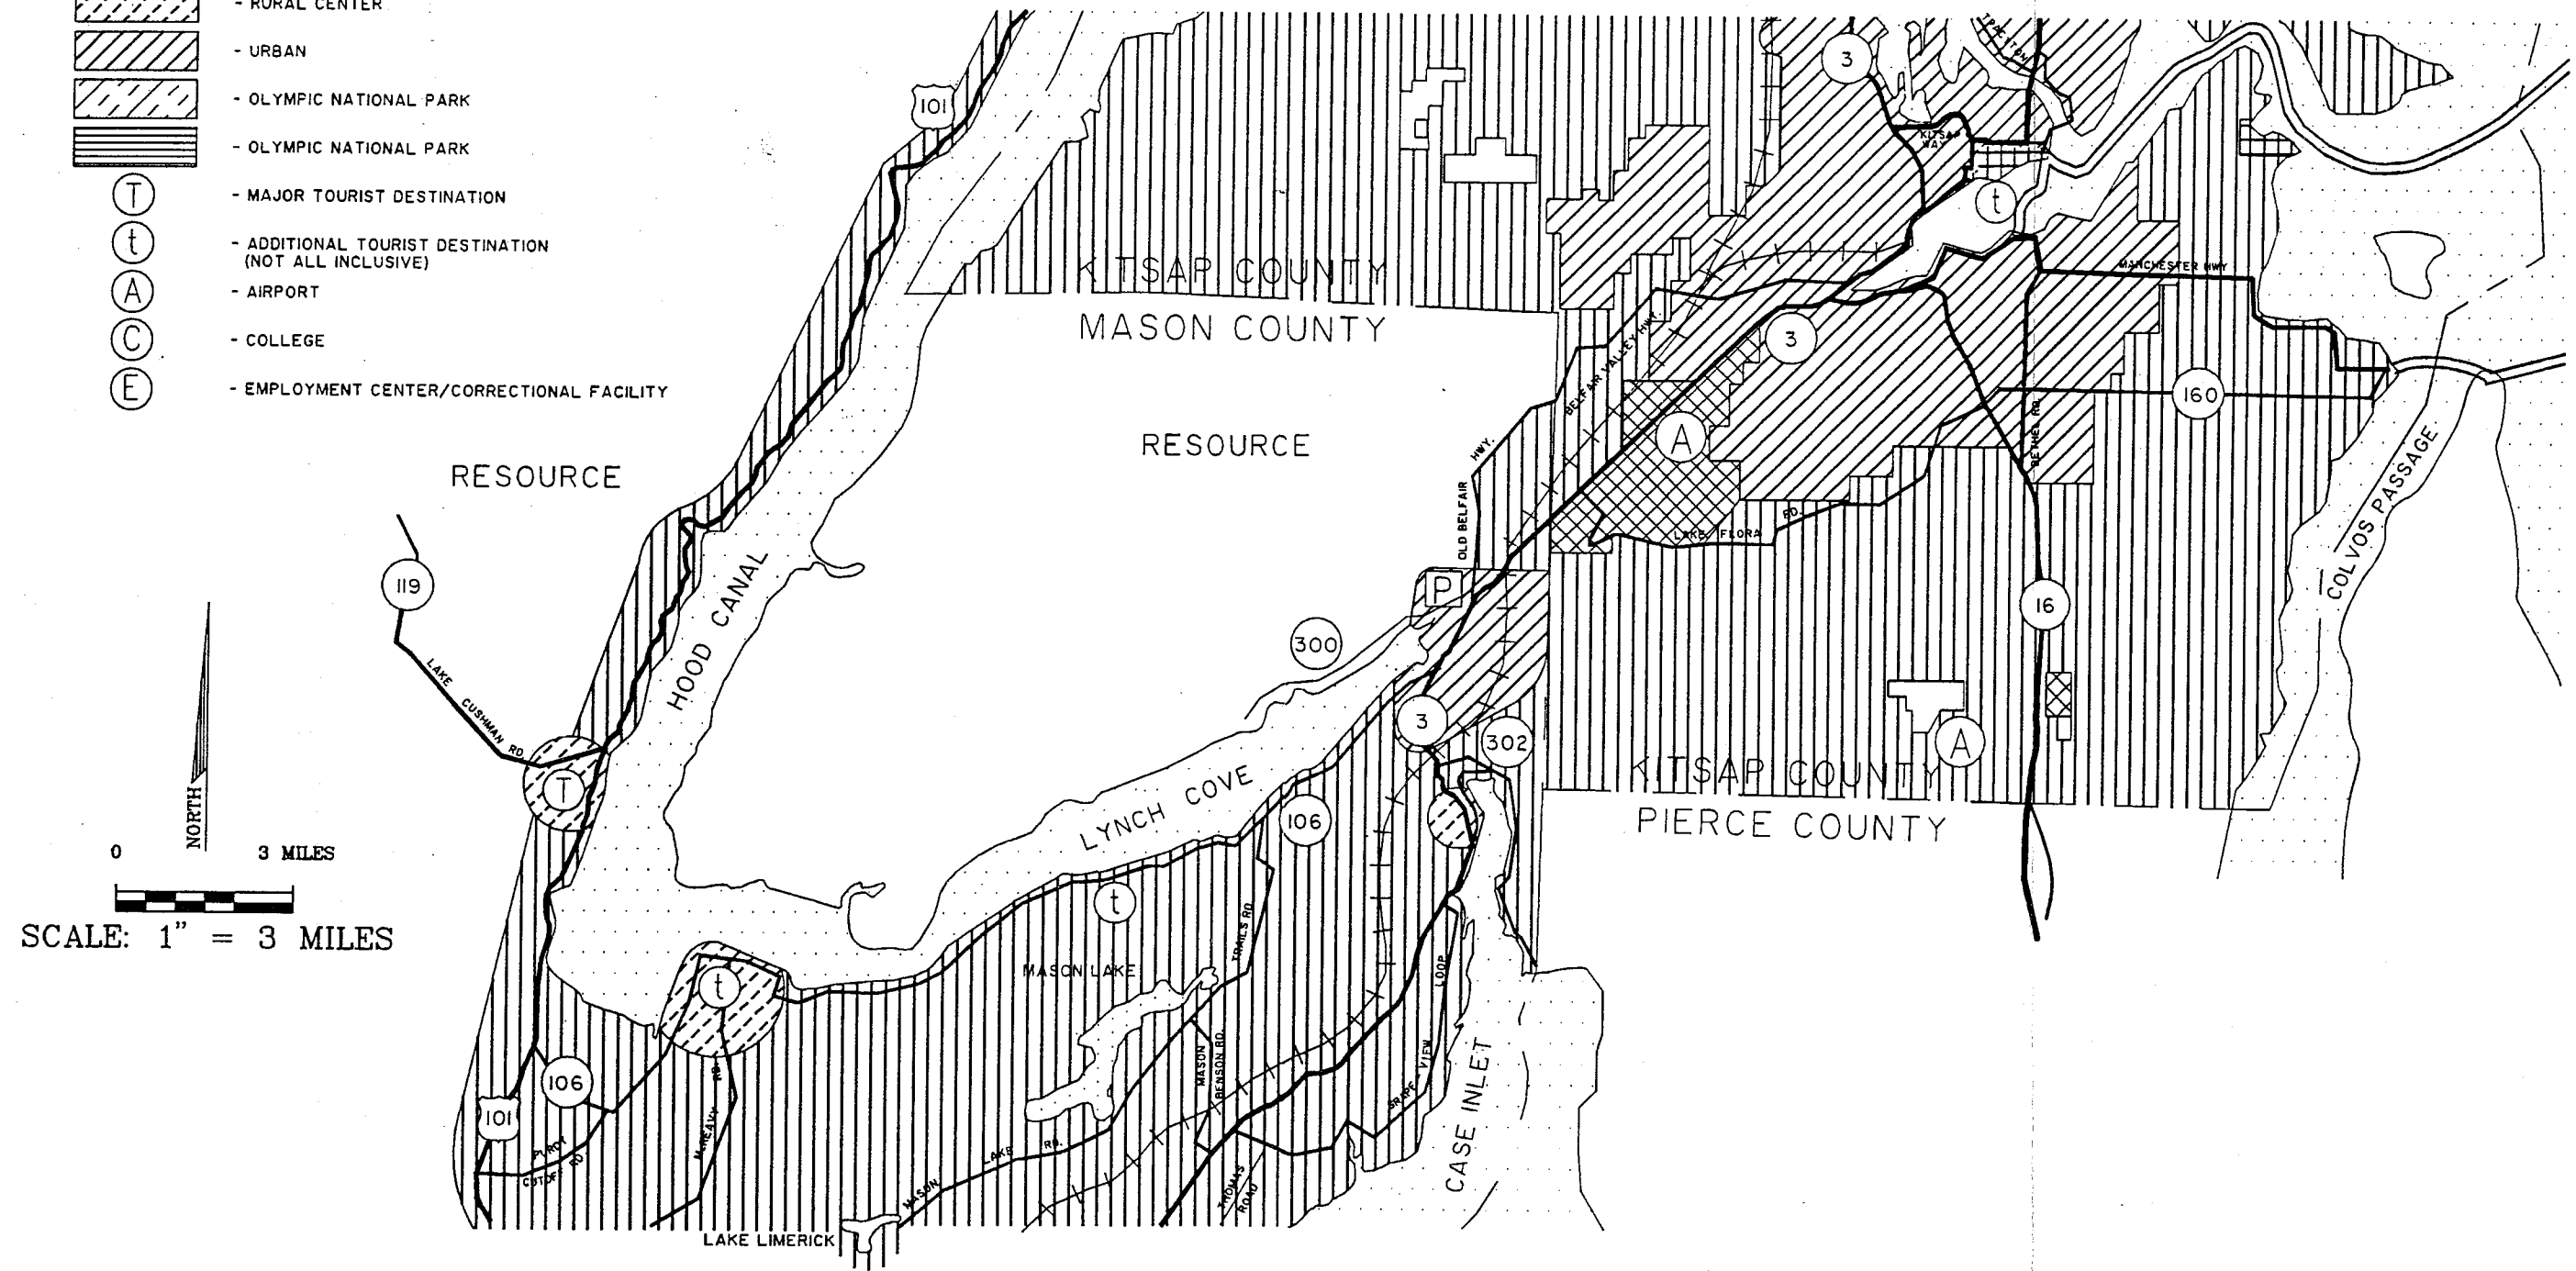 - RURAL CENTER
- URBAN
- OLYMPIC NATIONAL PARK
- OLYMPIC NATIONAL PARK
T - MAJOR TOURIST DESTINATION
t - ADDITIONAL TOURIST DESTINATION
(NOT ALL INCLUSIVE)
A - AIRPORT
C - COLLEGE
E - EMPLOYMENT CENTER/CORRECTIONAL FACILITY
101
3
KITSAP
WAY
t
KITSAP COUNTY
MASON COUNTY
MANCHESTER HWY
BELFAIR VALLEY HWY.
3
160
RESOURCE
RESOURCE
A
BETHEL RD.
OLD BELFAIR
HWY.
LAKE FLORA
RD.
COLVOS PASSAGE
119
HOOD CANAL
P
16
300
LAKE
CUSHMAN
RD
3
302
A
T
LYNCH COVE
106
KITSAP COUNTY
PIERCE COUNTY
NORTH
0 3 MILES
SCALE: 1" = 3 MILES
t
TRAILS RD
MASON LAKE
t
LOOP
106
101
MASON
BENSON RD.
GRAPE-VIEW
CASE INLET
PURDY
CUTOFF RD.
McREAVY
RD.
MASON
LAKE
RD.
THOMAS
ROAD
LAKE LIMERICK